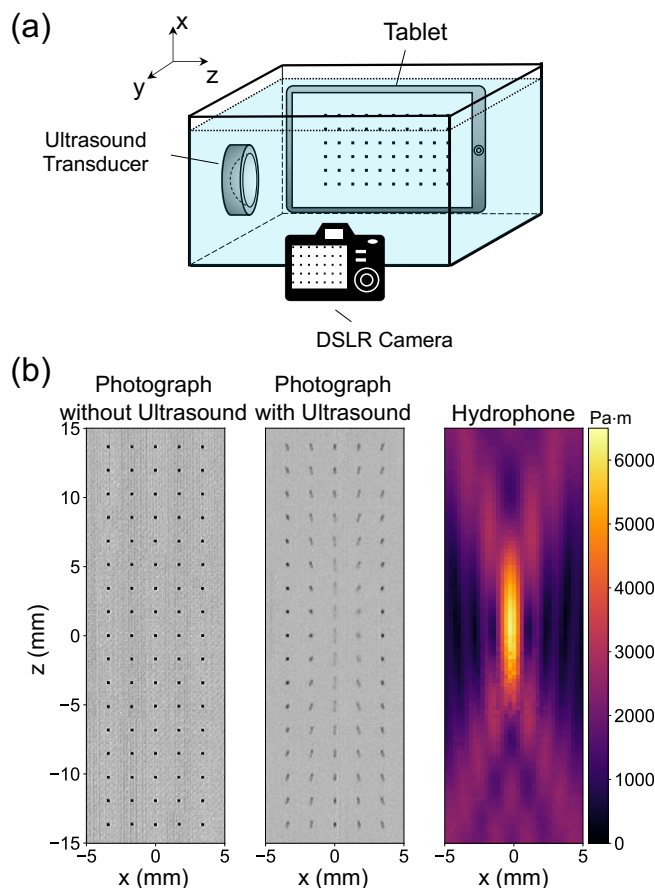 (a)
x
y
z
Tablet
Ultrasound
Transducer
DSLR Camera
(b)
Photograph
without Ultrasound
Photograph
with Ultrasound
Hydrophone
Pa·m
15
10
5
0
−5
−10
−15
z (mm)
−5 0 5
x (mm)
−5 0 5
x (mm)
−5 0 5
x (mm)
6000
5000
4000
3000
2000
1000
0